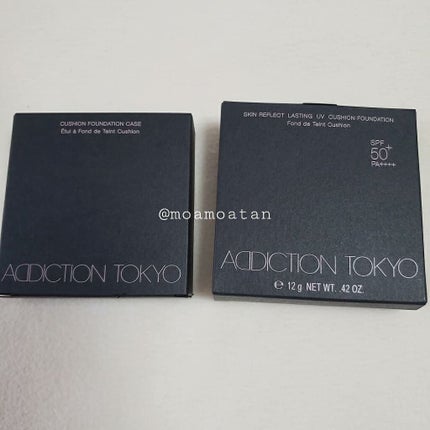 CUSHION FOUNDATION CASE
Étui à Fond de Teint Cushion
ADDICTION TOKYO
SKIN REFLECT LASTING UV CUSHION FOUNDATION
Fond de Teint Cushion
SPF
50+
PA++++
ADDICTION TOKYO
℮ 12 g NET WT. .42 OZ.
@moamoatan